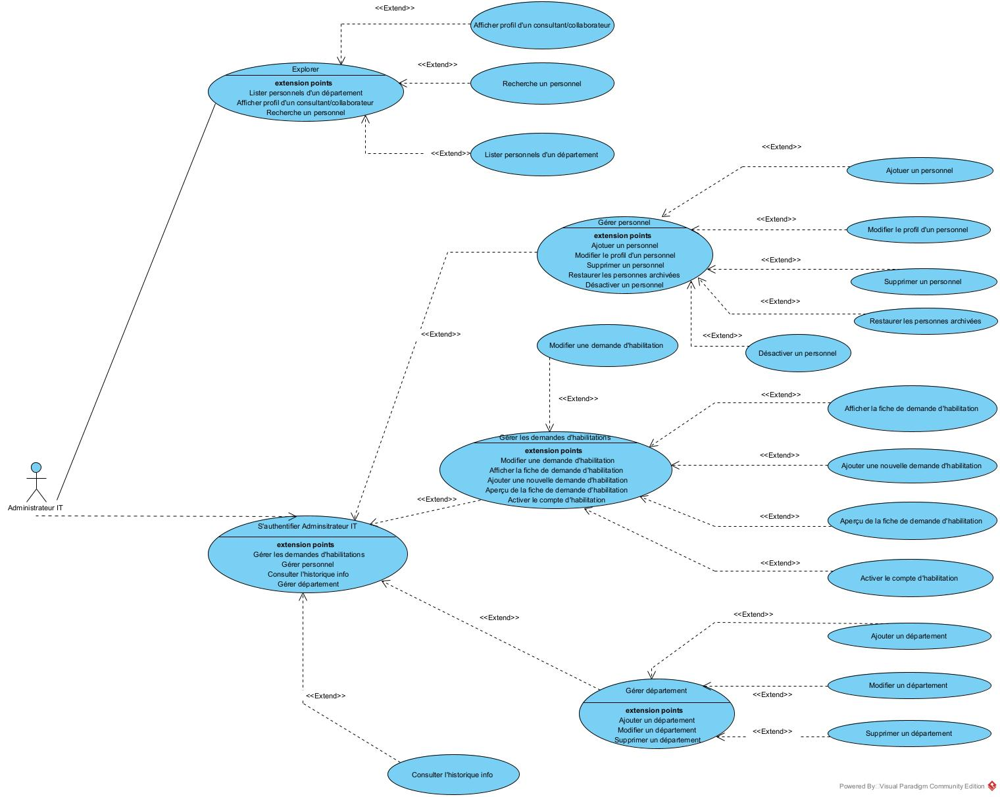 <<Extend>>
Afficher profil d'un consultant/collaborateur
Explorer
extension points
Lister personnels d'un département
Afficher profil d'un consultant/collaborateur
Recherche un personnel
<<Extend>>
Recherche un personnel
<<Extend>>
Lister personnels d'un département
<<Extend>>
Ajotuer un personnel
Gérer personnel
extension points
Ajotuer un personnel
Modifier le profil d'un personnel
Supprimer un personnel
Restaurer les personnes archivées
Désactiver un personnel
<<Extend>>
Modifier le profil d'un personnel
<<Extend>>
Supprimer un personnel
<<Extend>>
Restaurer les personnes archivées
<<Extend>>
Désactiver un personnel
<<Extend>>
Modifier une demande d'habilitation
<<Extend>>
<<Extend>>
Afficher la fiche de demande d'habilitation
Gérer les demandes d'habilitations
extension points
Modifier une demande d'habilitation
Afficher la fiche de demande d'habilitation
Ajouter une nouvelle demande d'habilitation
Aperçu de la fiche de demande d'habilitation
Activer le compte d'habilitation
<<Extend>>
Ajouter une nouvelle demande d'habilitation
<<Extend>>
Aperçu de la fiche de demande d'habilitation
<<Extend>>
Activer le compte d'habilitation
Administrateur IT
<<Extend>>
S'authentifier Adminsitrateur IT
extension points
Gérer les demandes d'habilitations
Gérer personnel
Consulter l'historique info
Gérer département
<<Extend>>
<<Extend>>
Ajouter un département
Gérer département
extension points
Ajouter un département
Modifier un département
Supprimer un département
Modifier un département
<<Extend>>
<<Extend>>
Supprimer un département
<<Extend>>
Consulter l'historique info
Powered By Visual Paradigm Community Edition